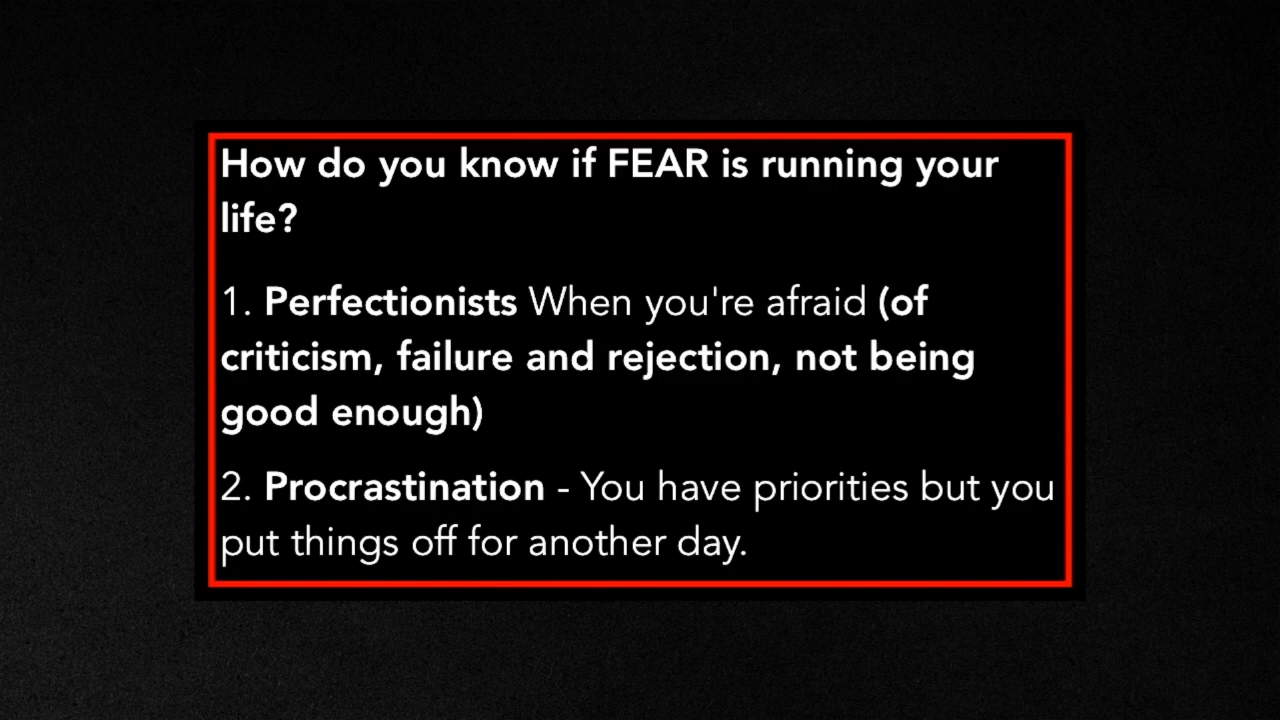 How do you know if FEAR is running your
life?
1. Perfectionists When you're afraid (of
criticism, failure and rejection, not being
good enough)
2. Procrastination - You have priorities but you
put things off for another day.